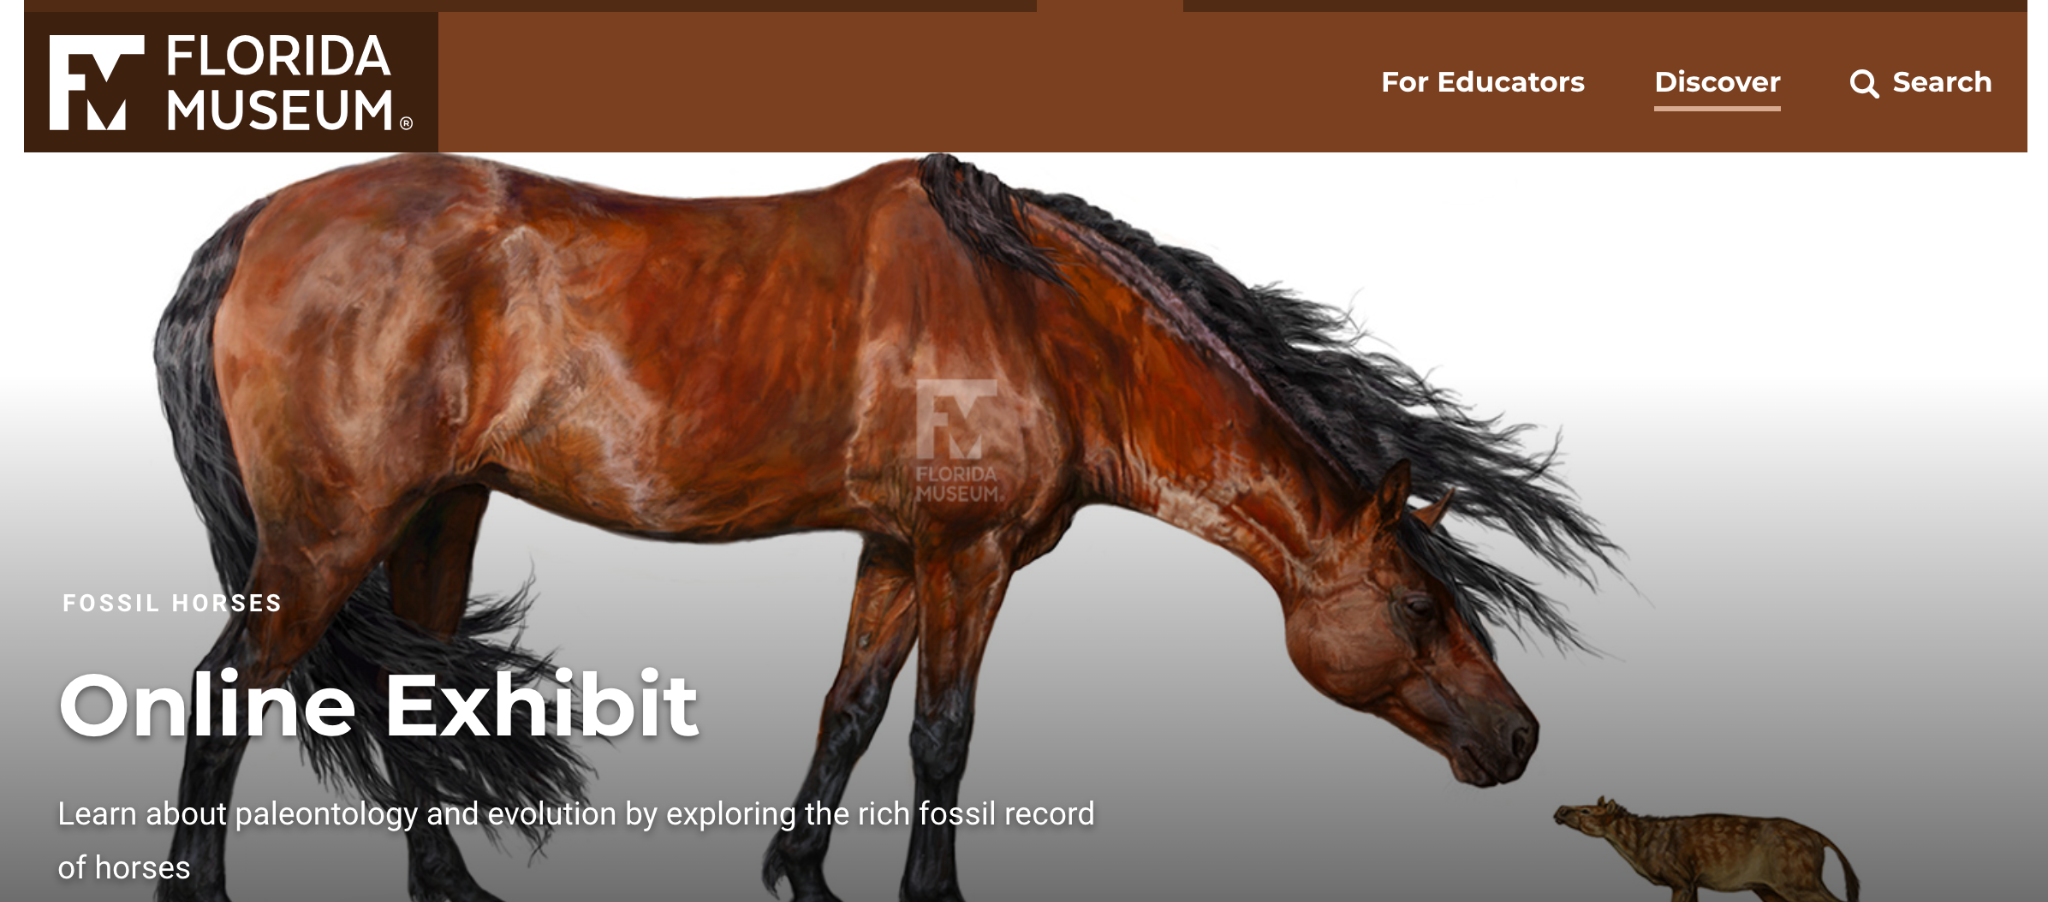 FLORIDA
MUSEUM®
For Educators
Discover
Search
FLORIDA
MUSEUM
FOSSIL HORSES
Online Exhibit
Learn about paleontology and evolution by exploring the rich fossil record
of horses